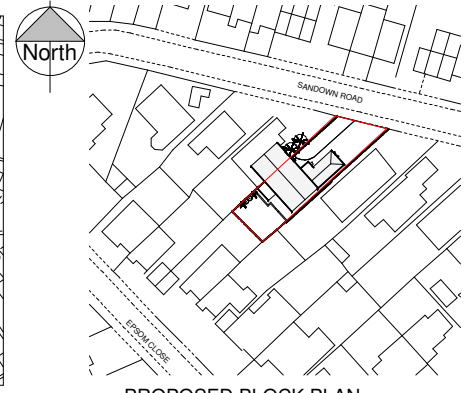 North
SANDOWN ROAD
EPSOM CLOSE
PROPOSED BLOCK PLAN